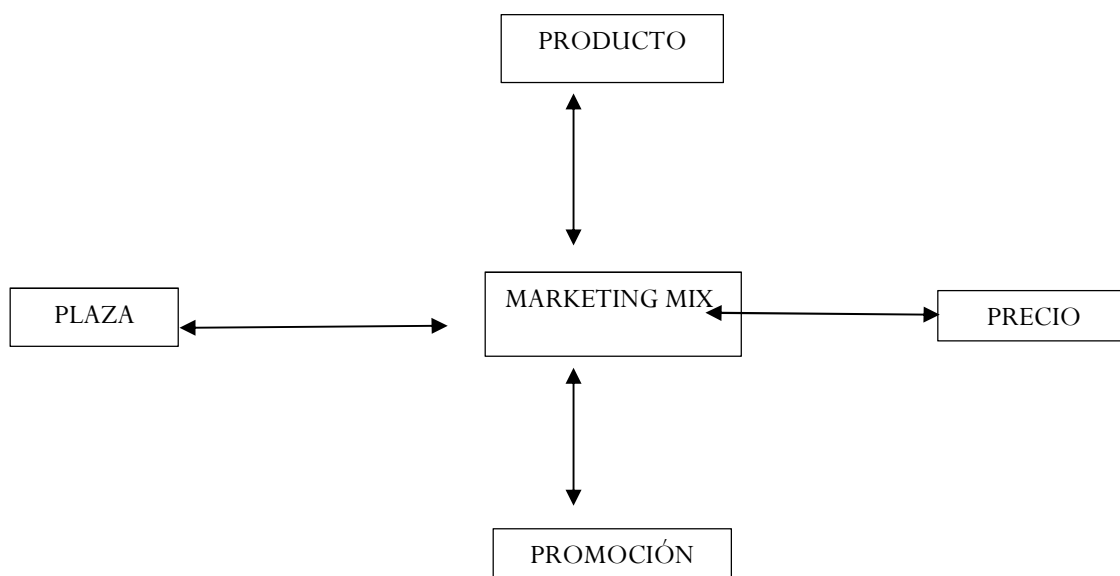 PRODUCTO
MARKETING MIX
PLAZA
PRECIO
PROMOCIÓN